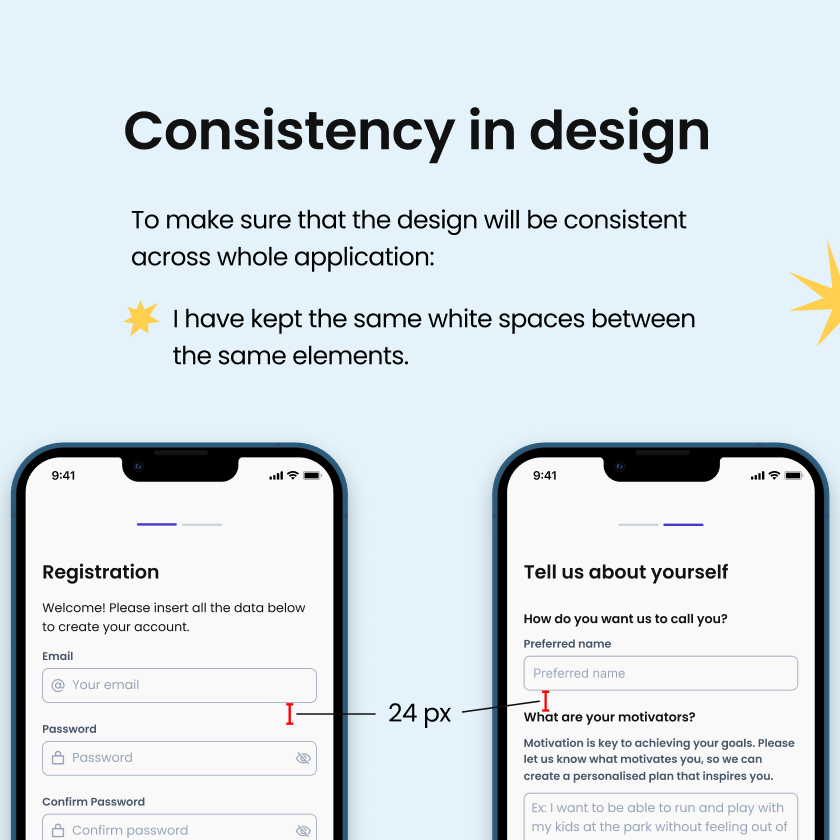 Consistency in design
To make sure that the design will be consistent
across whole application:
I have kept the same white spaces between
the same elements.
9:41
Registration
Welcome! Please insert all the data below
to create your account.
Email
@ Your email
Password
Password
Confirm Password
Confirm password
24 px
9:41
Tell us about yourself
How do you want us to call you?
Preferred name
Preferred name
What are your motivators?
Motivation is key to achieving your goals. Please
let us know what motivates you, so we can
create a personalised plan that inspires you.
Ex: I want to be able to run and play with
my kids at the park without feeling out of